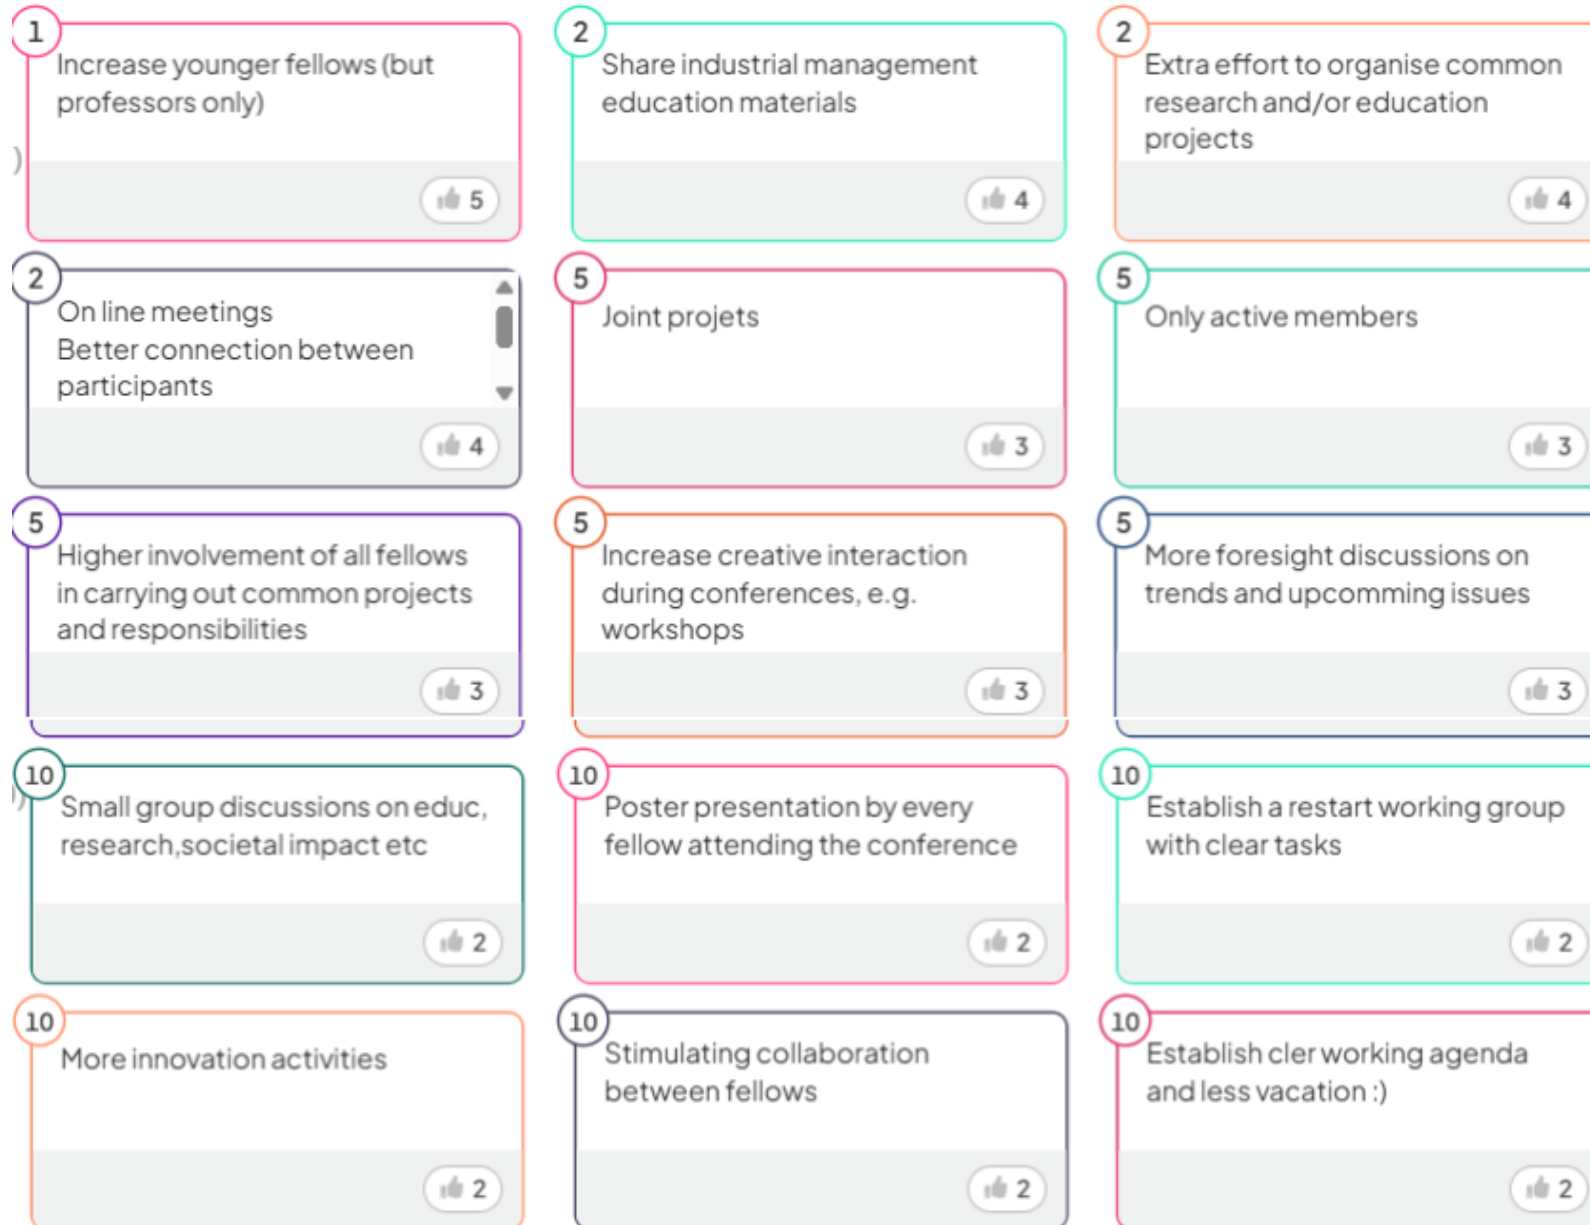 1
Increase younger fellows (but
professors only)
5
2
Share industrial management
education materials
4
2
Extra effort to organise common
research and/or education
projects
4
)
2
On line meetings
Better connection between
participants
4
5
Joint projets
3
5
Only active members
3
5
Higher involvement of all fellows
in carrying out common projects
and responsibilities
3
5
Increase creative interaction
during conferences, e.g.
workshops
3
5
More foresight discussions on
trends and upcomming issues
3
10
Small group discussions on educ,
research,societal impact etc
2
10
Poster presentation by every
fellow attending the conference
2
10
Establish a restart working group
with clear tasks
2
10
More innovation activities
2
10
Stimulating collaboration
between fellows
2
10
Establish cler working agenda
and less vacation :)
2